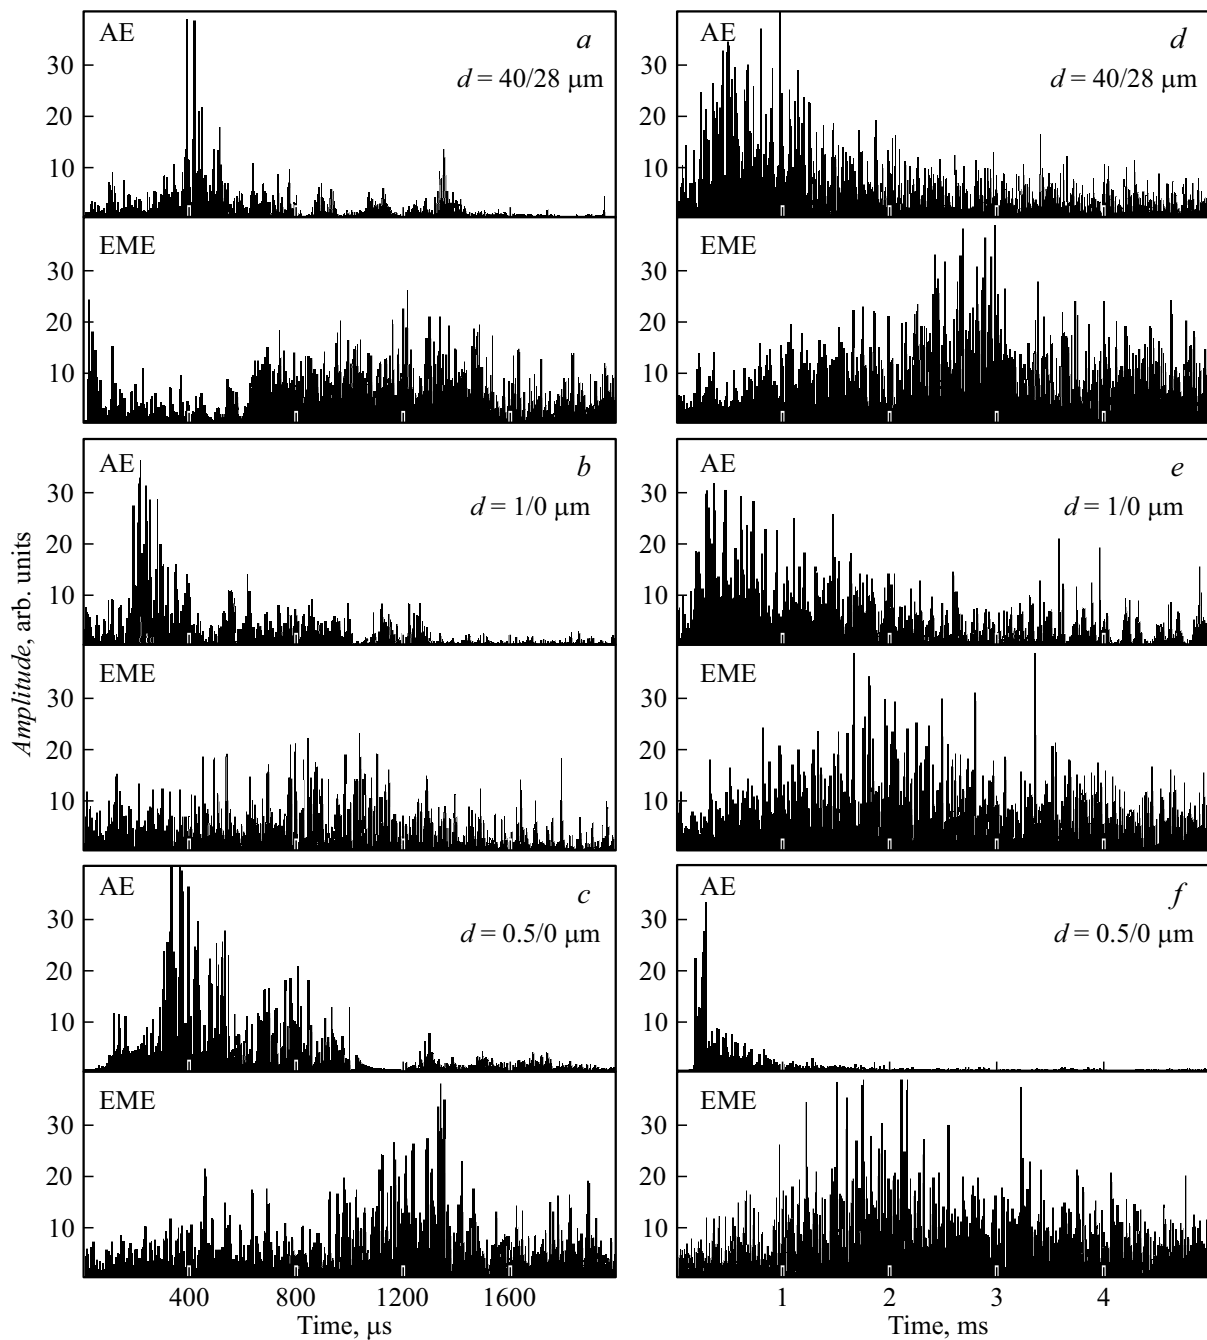 AE
a
d = 40/28 μm
30
20
10
EME
30
20
10
AE
b
d = 1/0 μm
30
20
10
EME
30
20
10
AE
c
d = 0.5/0 μm
30
20
10
EME
30
20
10
400 800 1200 1600
Time, μs
Amplitude, arb. units
AE
d
d = 40/28 μm
30
20
10
EME
30
20
10
AE
e
d = 1/0 μm
30
20
10
EME
30
20
10
AE
f
d = 0.5/0 μm
30
20
10
EME
30
20
10
1 2 3 4
Time, ms